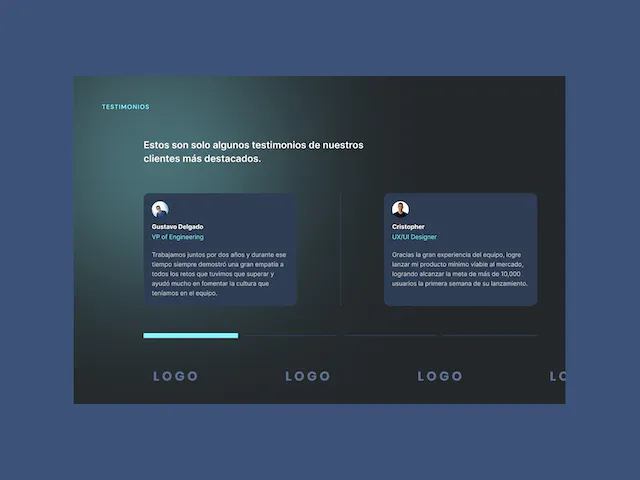 TESTIMONIOS
Estos son solo algunos testimonios de nuestros
clientes más destacados.
Gustavo Delgado
VP of Engineering
Trabajamos juntos por dos años y durante ese
tiempo siempre demostró una gran empatía a
todos los retos que tuvimos que superar y
ayudó mucho en fomentar la cultura que
teníamos en el equipo.
Cristopher
UX/UI Designer
Gracias la gran experiencia del equipo, logre
lanzar mi producto mínimo viable al mercado,
logrando alcanzar la meta de más de 10,000
usuarios la primera semana de su lanzamiento.
LOGO LOGO LOGO LO